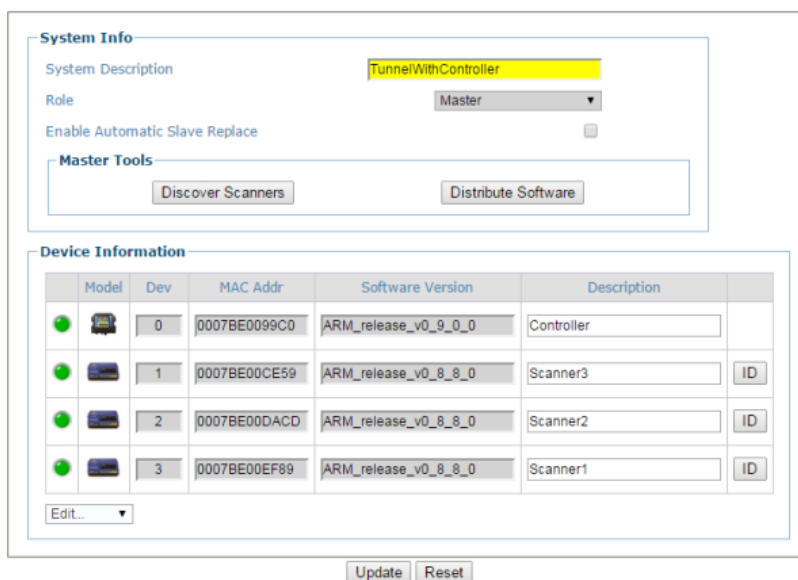 System Info
System Description TunnelWithController
Role Master
Enable Automatic Slave Replace
Master Tools
Discover Scanners Distribute Software
Device Information
Model Dev MAC Addr Software Version Description
0 0007BE0099C0 ARM_release_v0_9_0_0 Controller
1 0007BE00CE59 ARM_release_v0_8_8_0 Scanner3 ID
2 0007BE00DACD ARM_release_v0_8_8_0 Scanner2 ID
3 0007BE00EF89 ARM_release_v0_8_8_0 Scanner1 ID
Edit...
Update Reset